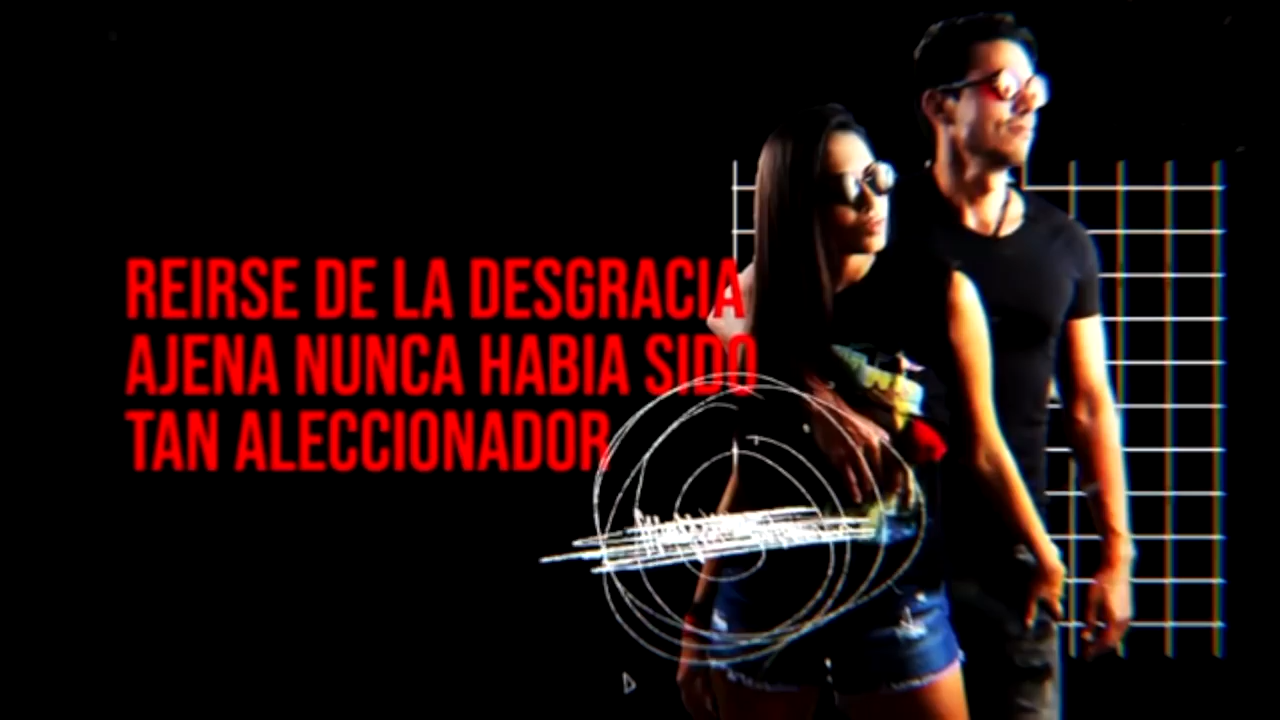 REIRSE DE LA DESGRACIA
AJENA NUNCA HABIA SIDO
TAN ALECCIONADOR